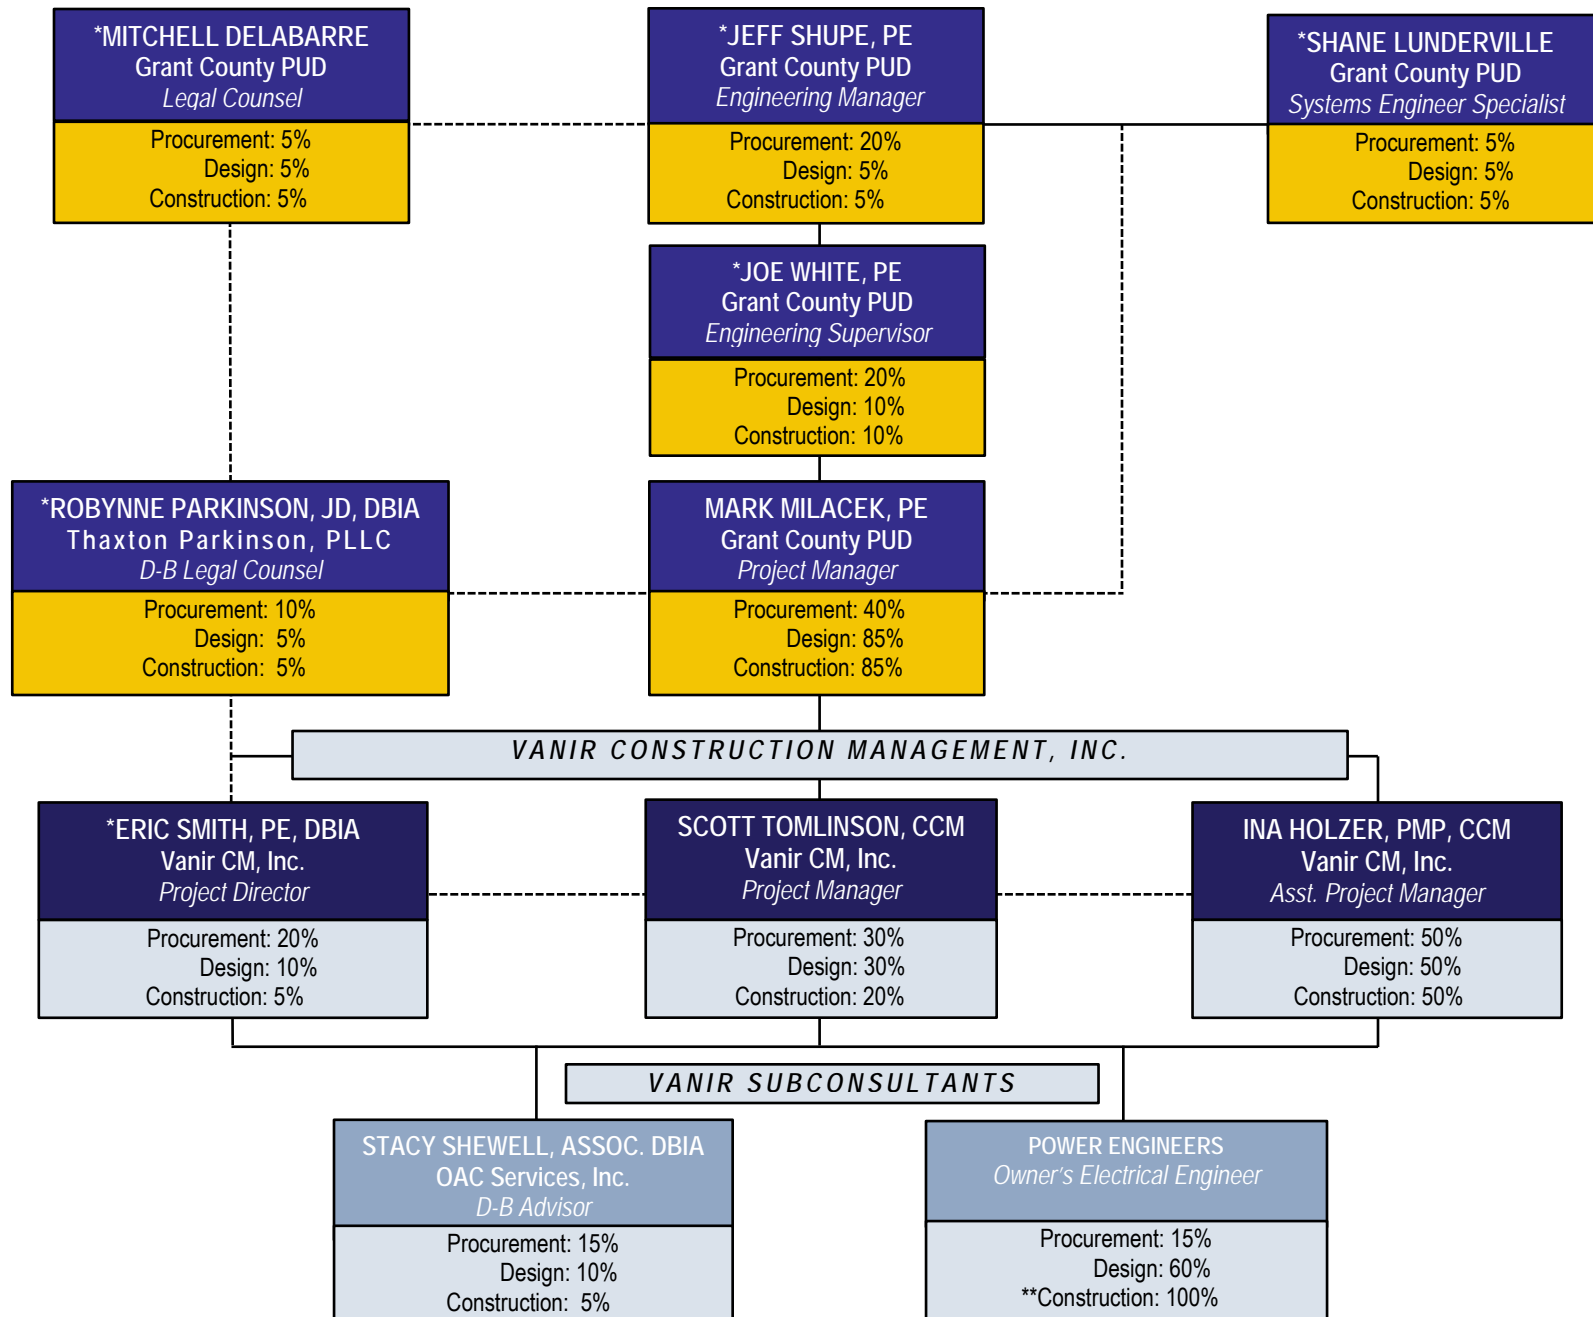 *MITCHELL DELABARRE
Grant County PUD
Legal Counsel
Procurement: 5%
Design: 5%
Construction: 5%
*JEFF SHUPE, PE
Grant County PUD
Engineering Manager
Procurement: 20%
Design: 5%
Construction: 5%
*SHANE LUNDERVILLE
Grant County PUD
Systems Engineer Specialist
Procurement: 5%
Design: 5%
Construction: 5%
*JOE WHITE, PE
Grant County PUD
Engineering Supervisor
Procurement: 20%
Design: 10%
Construction: 10%
*ROBYNNE PARKINSON, JD, DBIA
Thaxton Parkinson, PLLC
D-B Legal Counsel
Procurement: 10%
Design: 5%
Construction: 5%
MARK MILACEK, PE
Grant County PUD
Project Manager
Procurement: 40%
Design: 85%
Construction: 85%
VANIR CONSTRUCTION MANAGEMENT, INC.
*ERIC SMITH, PE, DBIA
Vanir CM, Inc.
Project Director
Procurement: 20%
Design: 10%
Construction: 5%
SCOTT TOMLINSON, CCM
Vanir CM, Inc.
Project Manager
Procurement: 30%
Design: 30%
Construction: 20%
INA HOLZER, PMP, CCM
Vanir CM, Inc.
Asst. Project Manager
Procurement: 50%
Design: 50%
Construction: 50%
VANIR SUBCONSULTANTS
STACY SHEWELL, ASSOC. DBIA
OAC Services, Inc.
D-B Advisor
Procurement: 15%
Design: 10%
Construction: 5%
POWER ENGINEERS
Owner's Electrical Engineer
Procurement: 15%
Design: 60%
**Construction: 100%